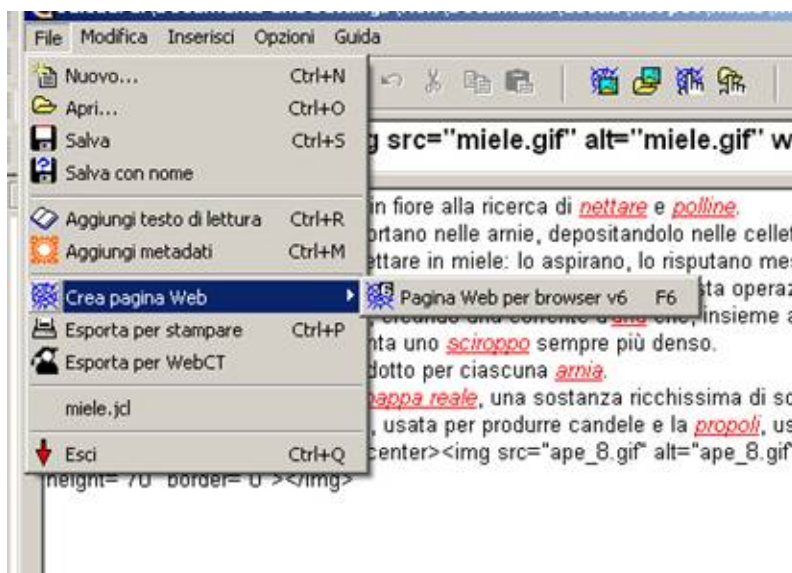 File Modifica Inserisci Opzioni Guida
Nuovo... Ctrl+N
Apri... Ctrl+O
Salva Ctrl+S
Salva con nome
Aggiungi testo di lettura Ctrl+R
Aggiungi metadati Ctrl+M
Crea pagina Web
Pagina Web per browser v6 F6
Esporta per stampare Ctrl+P
Esporta per WebCT
miele.jcl
Esci Ctrl+Q
src="miele.gif" alt="miele.gif" w
in fiore alla ricerca di nettare e polline.
ortano nelle arnie, depositandolo nelle cellet
ettare in miele: lo aspirano, lo risputano me
sta operaz
insieme a
nta uno sciroppo sempre più denso.
dotto per ciascuna arnia.
pappa reale, una sostanza ricchissima di so
, usata per produrre candele e la propoli, us
center><img src="ape_8.gif" alt="ape_8.gif"
height="70" border="0"></img>